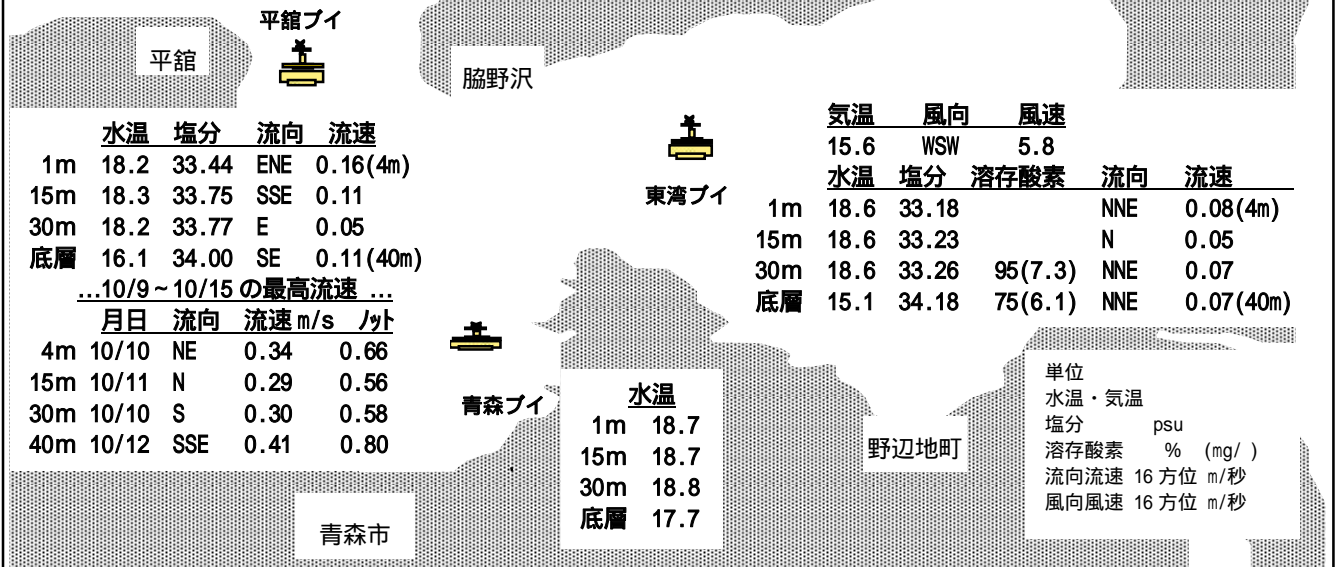 平舘ブイ
平舘
脇野沢
水温 塩分 流向 流速
1m 18.2 33.44 ENE 0.16(4m)
15m 18.3 33.75 SSE 0.11
30m 18.2 33.77 E 0.05
底層 16.1 34.00 SE 0.11(40m)
…10/9~10/15の最高流速 …
月日 流向 流速m/s ノット
4m 10/10 NE 0.34 0.66
15m 10/11 N 0.29 0.56
30m 10/10 S 0.30 0.58
40m 10/12 SSE 0.41 0.80
東湾ブイ
気温 風向 風速
15.6 WSW 5.8
水温 塩分 溶存酸素 流向 流速
1m 18.6 33.18 NNE 0.08(4m)
15m 18.6 33.23 N 0.05
30m 18.6 33.26 95(7.3) NNE 0.07
底層 15.1 34.18 75(6.1) NNE 0.07(40m)
青森ブイ
水温
1m 18.7
15m 18.7
30m 18.8
底層 17.7
野辺地町
青森市
単位
水温・気温
塩分 psu
溶存酸素 % (mg/ )
流向流速 16方位 m/秒
風向風速 16方位 m/秒